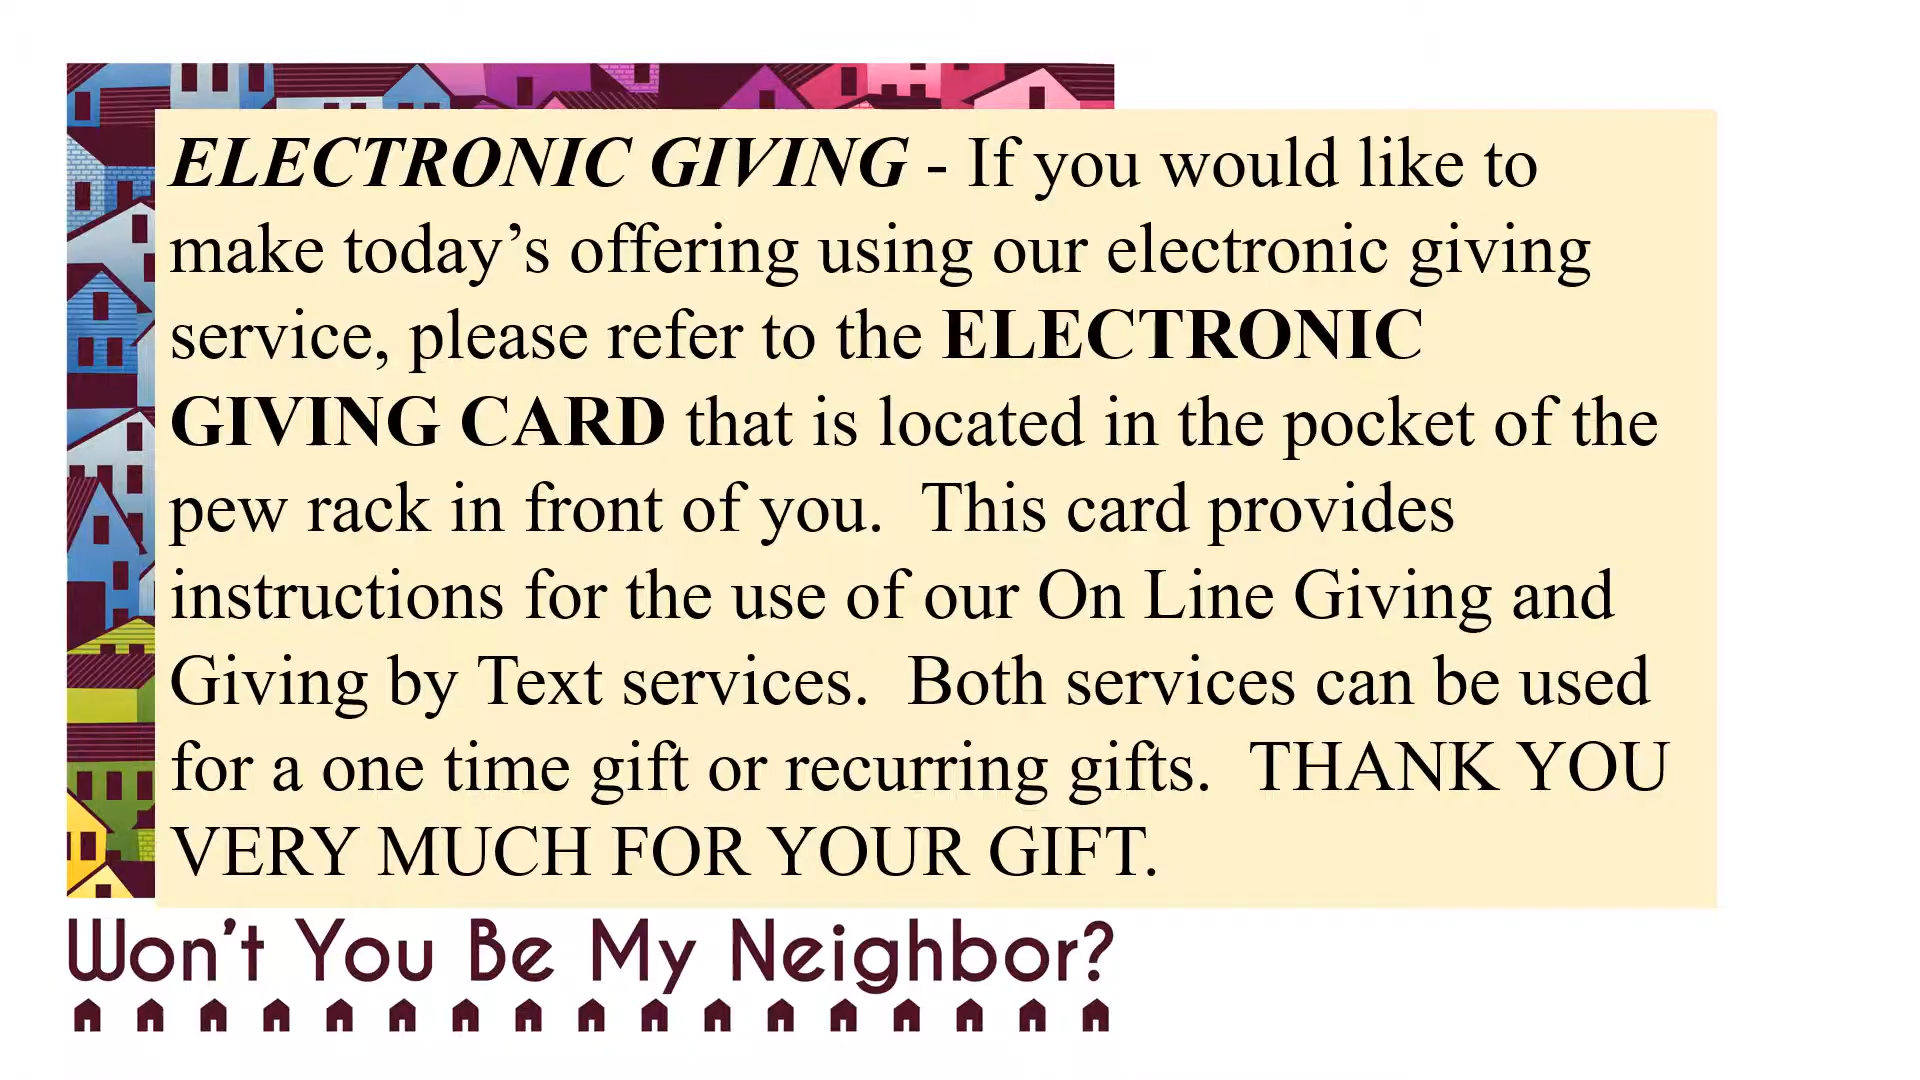 ELECTRONIC GIVING - If you would like to
make today’s offering using our electronic giving
service, please refer to the ELECTRONIC
GIVING CARD that is located in the pocket of the
pew rack in front of you.  This card provides
instructions for the use of our On Line Giving and
Giving by Text services.  Both services can be used
for a one time gift or recurring gifts.  THANK YOU
VERY MUCH FOR YOUR GIFT.
Won’t You Be My Neighbor?